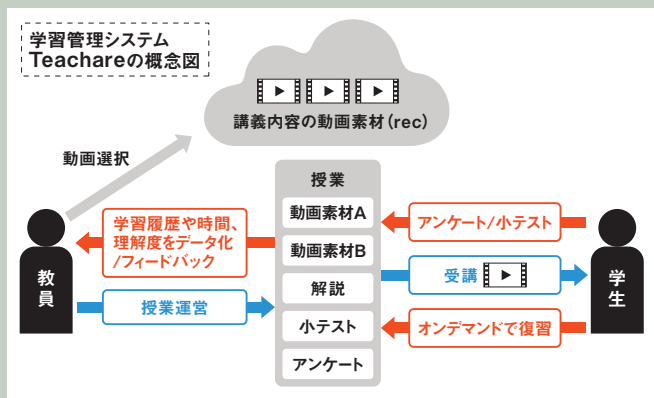 学習管理システム
Teachareの概念図
講義内容の動画素材（rec）
動画選択
授業
動画素材A
動画素材B
解説
小テスト
アンケート
教員
学習履歴や時間、
理解度をデータ化
/フィードバック
授業運営
アンケート/小テスト
受講
オンデマンドで復習
学生